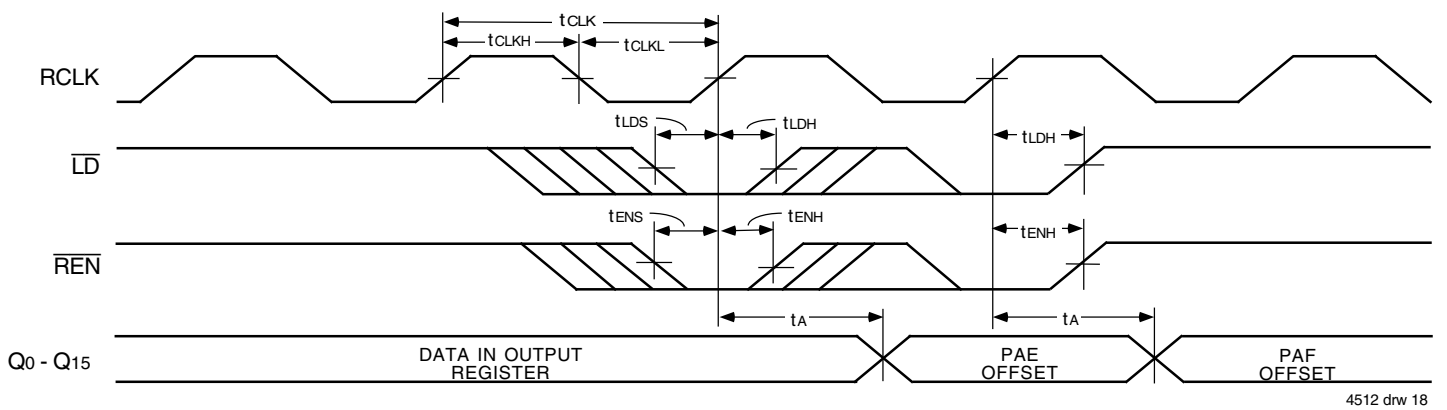 tCLK
tCLKH
tCLKL
RCLK
tLDS
tLDH
tLDH
LD
tENS
tENH
tENH
REN
tA
tA
Q0 - Q15
DATA IN OUTPUT
REGISTER
PAE
OFFSET
PAF
OFFSET
4512 drw 18